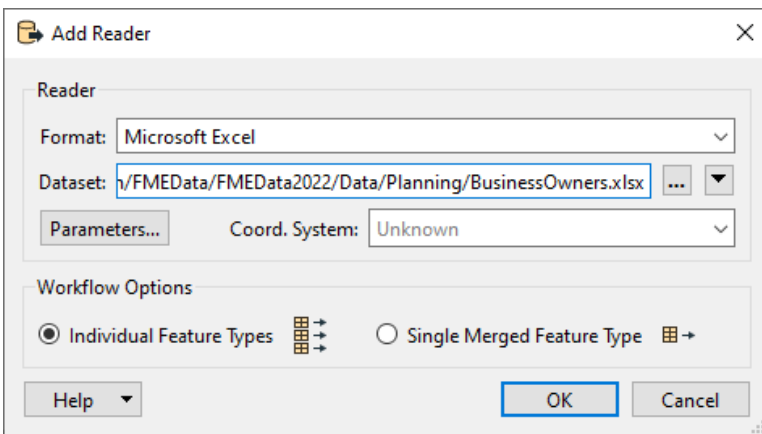 Add Reader
Reader
Format: Microsoft Excel
Dataset: n/FMEData/FMEData2022/Data/Planning/BusinessOwners.xlsx ...
Parameters... Coord. System: Unknown
Workflow Options
Individual Feature Types Single Merged Feature Type
Help OK Cancel